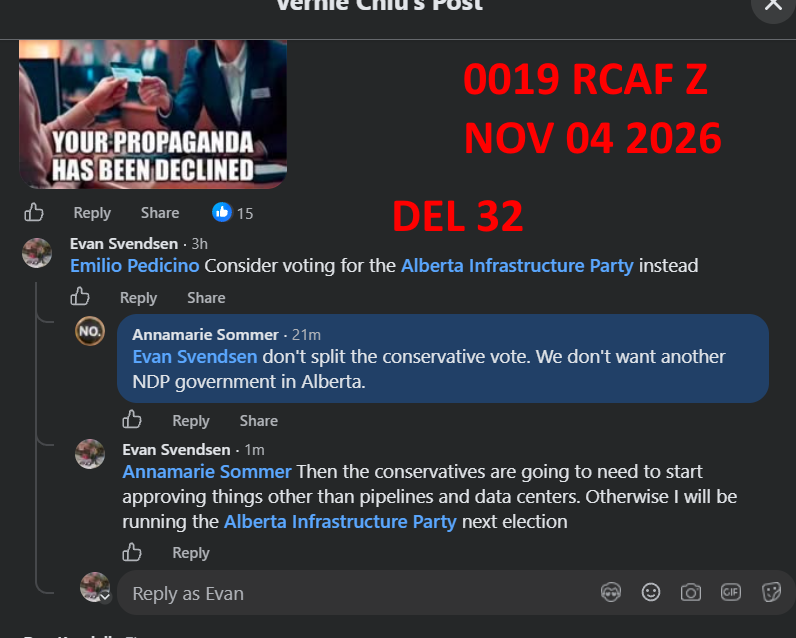 Vernie Chiu's Post
0019 RCAF Z
NOV 04 2026
YOUR PROPAGANDA
HAS BEEN DECLINED
DEL 32
Reply Share 15
Evan Svendsen · 3h
Emilio Pedicino Consider voting for the Alberta Infrastructure Party instead
Reply Share
NO.
Annamarie Sommer · 21m
Evan Svendsen don't split the conservative vote. We don't want another
NDP government in Alberta.
Reply Share
Evan Svendsen · 1m
Annamarie Sommer Then the conservatives are going to need to start
approving things other than pipelines and data centers. Otherwise I will be
running the Alberta Infrastructure Party next election
Reply
Reply as Evan
GIF